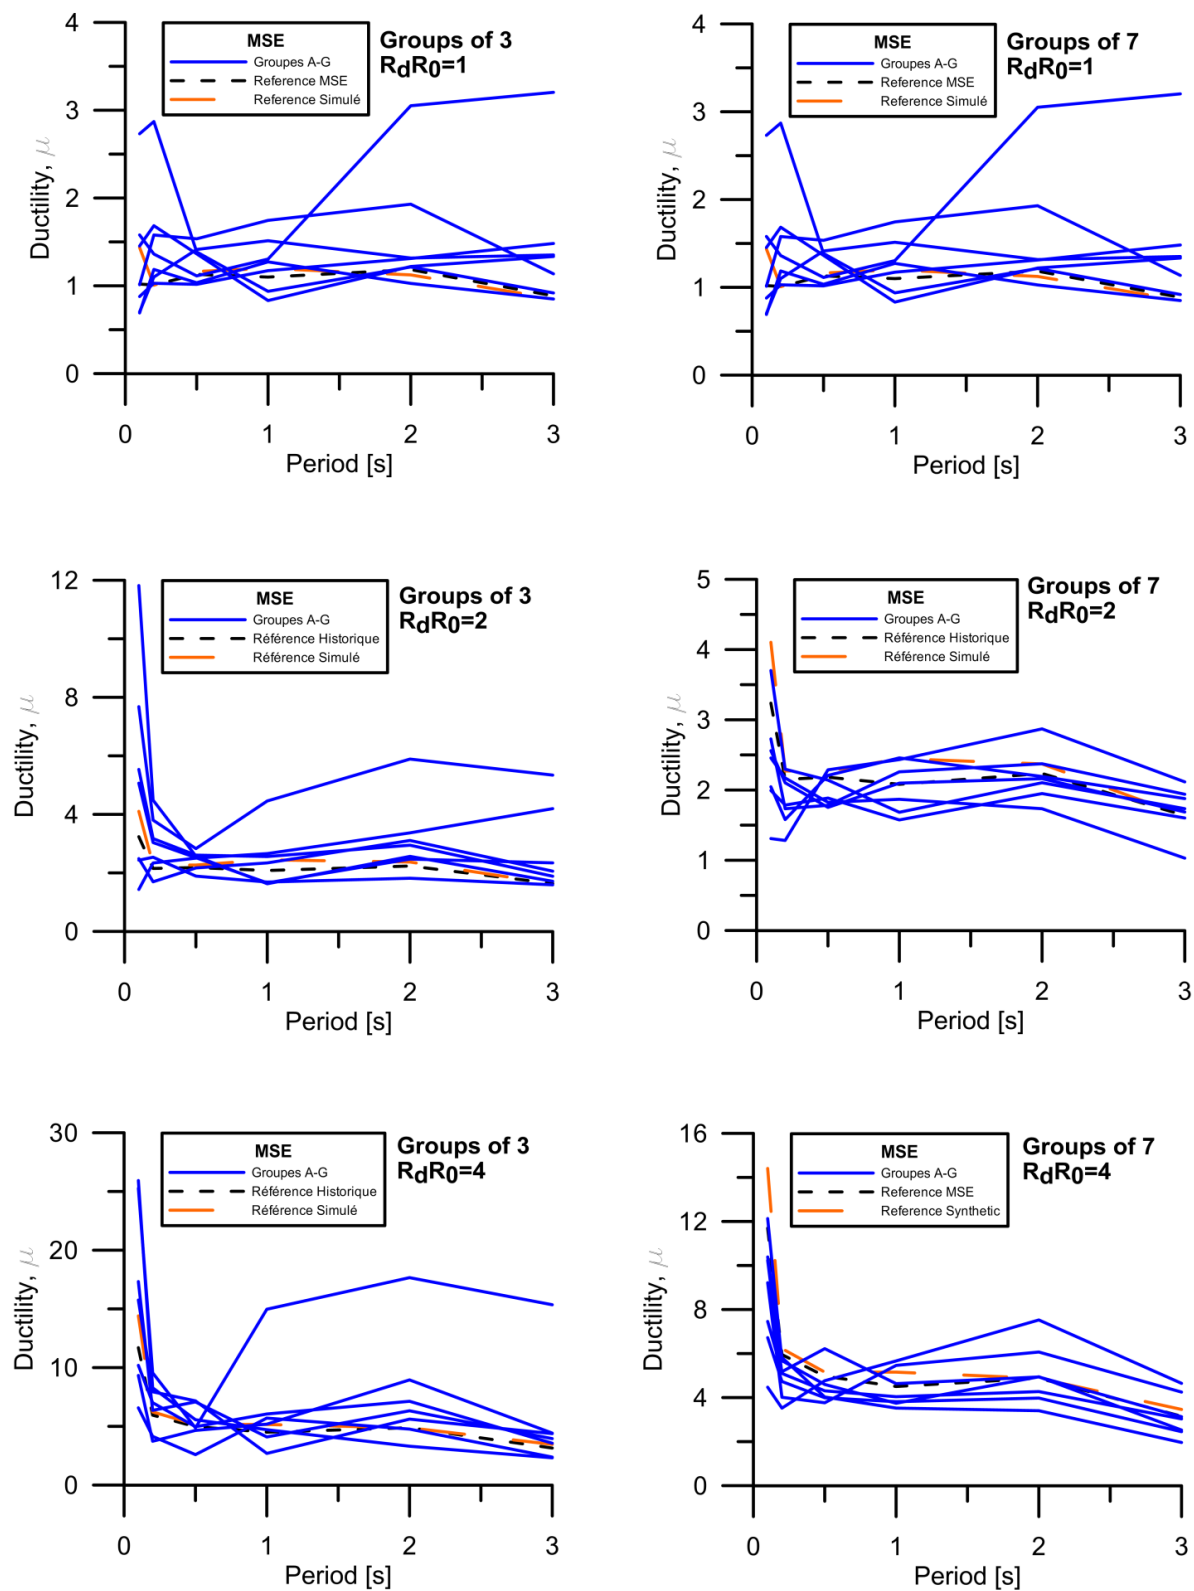 4
3
2
1
0
Ductility, μ
MSE
Groupes A-G
Reference MSE
Reference Simulé
Groups of 3
RdR0=1
0 1 2 3
Period [s]
4
3
2
1
0
Ductility, μ
MSE
Groupes A-G
Reference MSE
Reference Simulé
Groups of 7
RdR0=1
0 1 2 3
Period [s]
12
8
4
0
Ductility, μ
MSE
Groupes A-G
Référence Historique
Référence Simulé
Groups of 3
RdR0=2
0 1 2 3
Period [s]
5
4
3
2
1
0
Ductility, μ
MSE
Groupes A-G
Référence Historique
Référence Simulé
Groups of 7
RdR0=2
0 1 2 3
Period [s]
30
20
10
0
Ductility, μ
MSE
Groupes A-G
Référence Historique
Référence Simulé
Groups of 3
RdR0=4
0 1 2 3
Period [s]
16
12
8
4
0
Ductility, μ
MSE
Groupes A-G
Reference MSE
Reference Synthetic
Groups of 7
RdR0=4
0 1 2 3
Period [s]